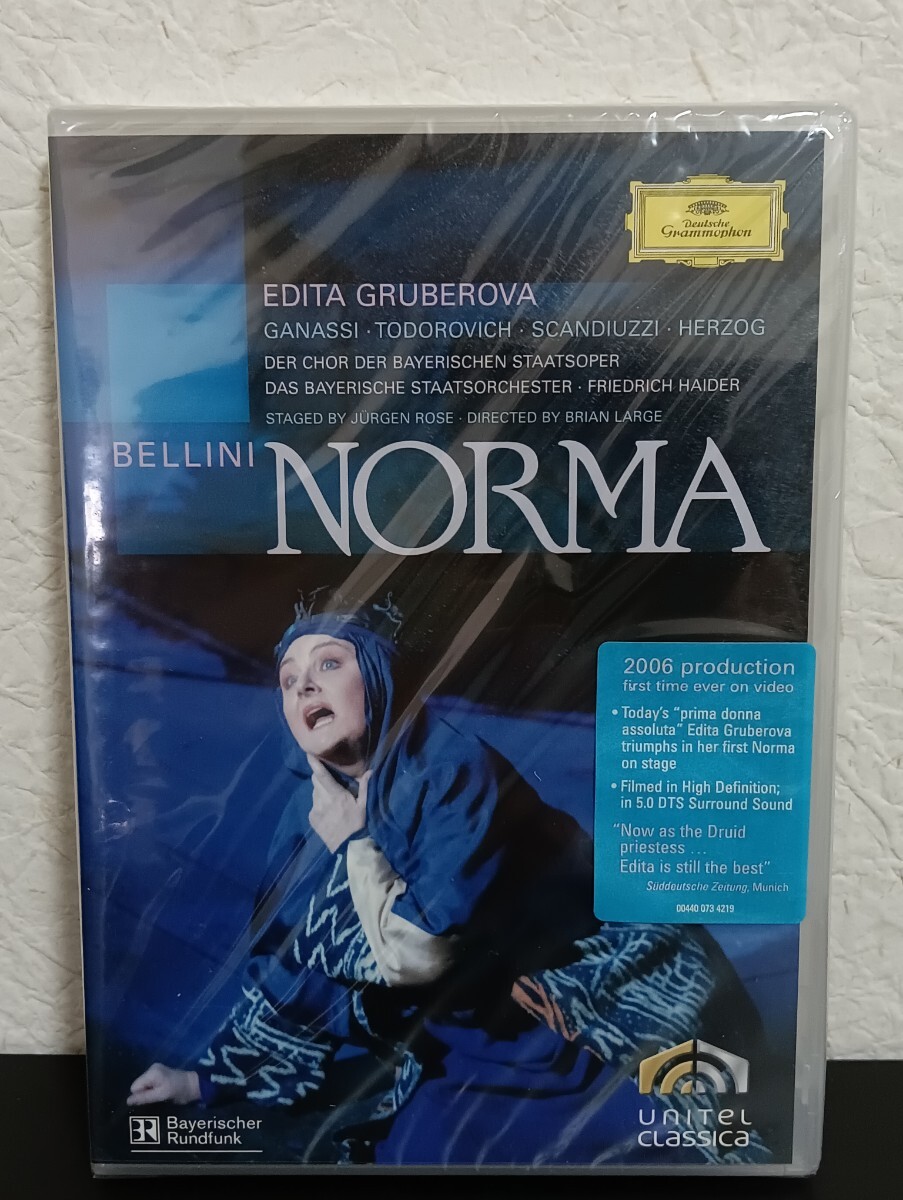 Deutsche
Grammophon
EDITA GRUBEROVA
GANASSI · TODOROVICH · SCANDIUZZI · HERZOG
DER CHOR DER BAYERISCHEN STAATSOPER
DAS BAYERISCHE STAATSORCHESTER · FRIEDRICH HAIDER
STAGED BY JÜRGEN ROSE · DIRECTED BY BRIAN LARGE
BELLINI NORMA
2006 production
first time ever on video
• Today's "prima donna
assoluta" Edita Gruberova
triumphs in her first Norma
on stage
• Filmed in High Definition;
in 5.0 DTS Surround Sound
"Now as the Druid
priestess ...
Edita is still the best"
Süddeutsche Zeitung, Munich
00440 073 4219
BR Bayerischer
Rundfunk
UNITEL
CLASSICA